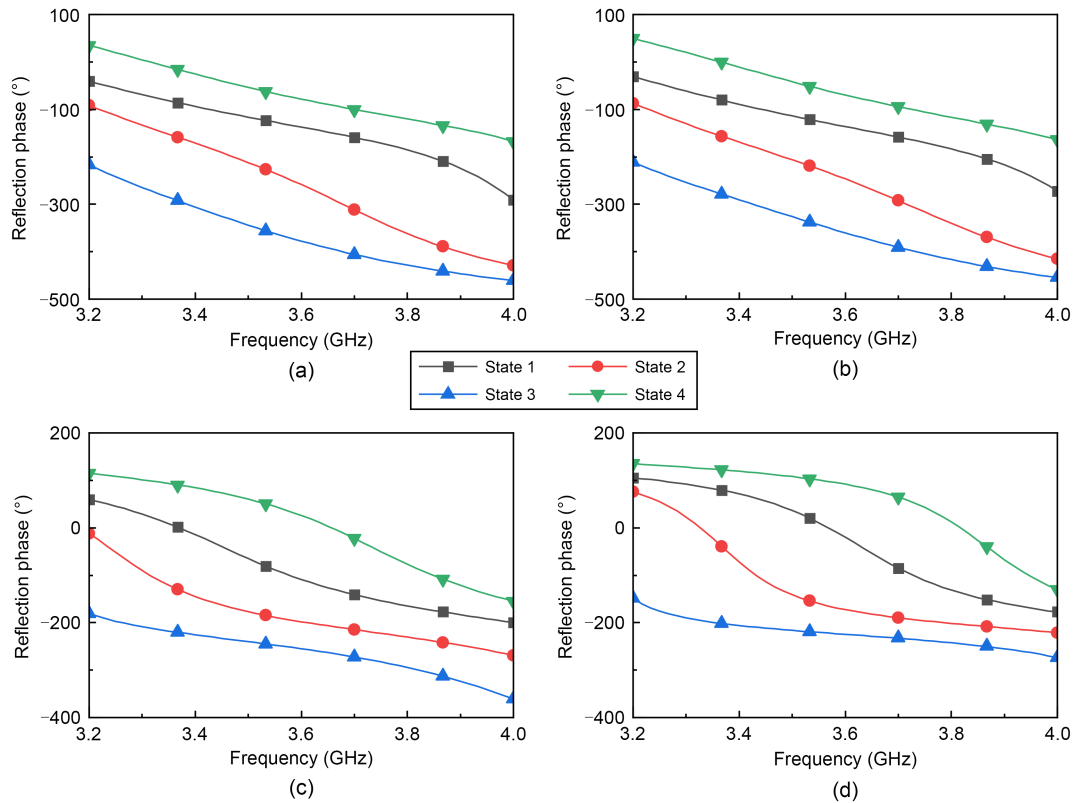 100
−100
−300
−500
Reflection phase (°)
3.2 3.4 3.6 3.8 4.0
Frequency (GHz)
(a)
100
−100
−300
−500
Reflection phase (°)
3.2 3.4 3.6 3.8 4.0
Frequency (GHz)
(b)
State 1 State 2
State 3 State 4
200
0
−200
−400
Reflection phase (°)
3.2 3.4 3.6 3.8 4.0
Frequency (GHz)
(c)
200
0
−200
−400
Reflection phase (°)
3.2 3.4 3.6 3.8 4.0
Frequency (GHz)
(d)